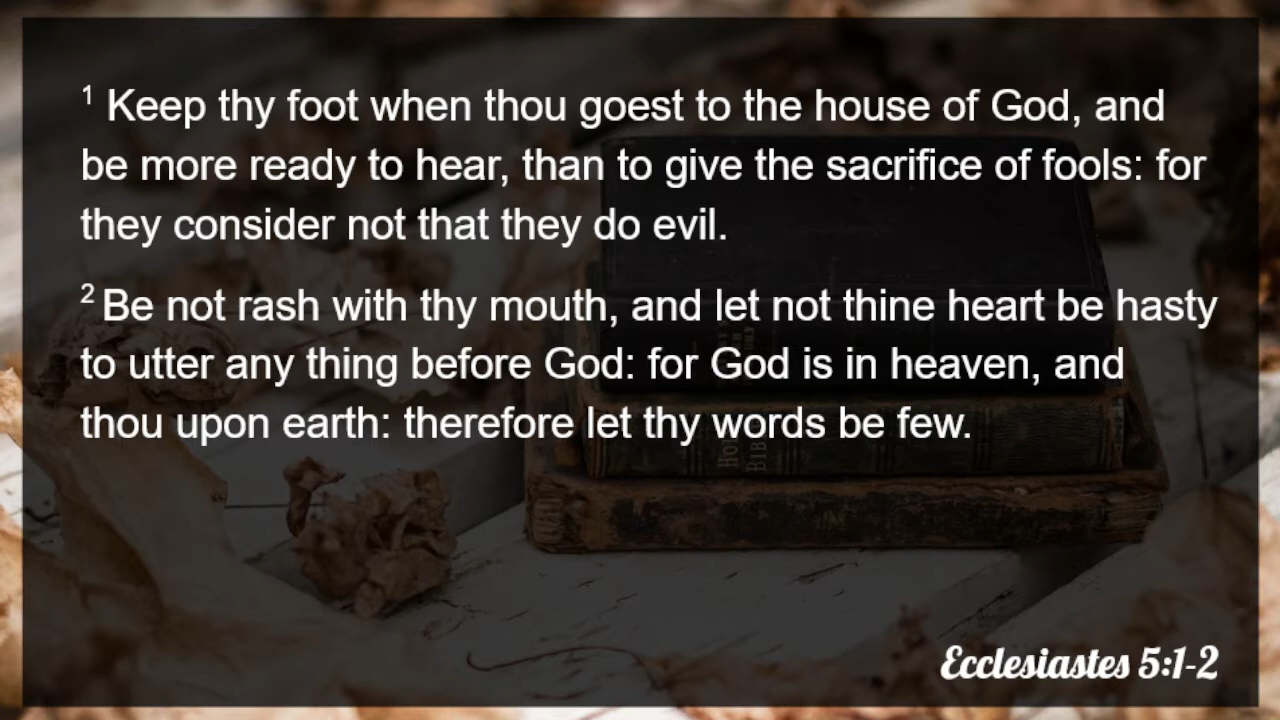 1 Keep thy foot when thou goest to the house of God, and
be more ready to hear, than to give the sacrifice of fools: for
they consider not that they do evil.
2 Be not rash with thy mouth, and let not thine heart be hasty
to utter any thing before God: for God is in heaven, and
thou upon earth: therefore let thy words be few.
Ecclesiastes 5:1-2